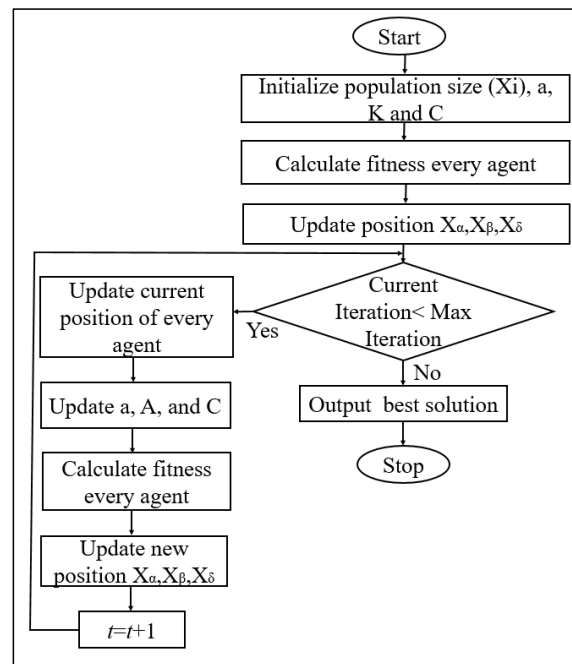 Start
Initialize population size (Xi), a,
K and C
Calculate fitness every agent
Update position Xα,Xβ,Xδ
Current
Iteration< Max
Iteration
Yes
No
Update current
position of every
agent
Update a, A, and C
Calculate fitness
every agent
Update new
position Xα,Xβ,Xδ
t=t+1
Output best solution
Stop